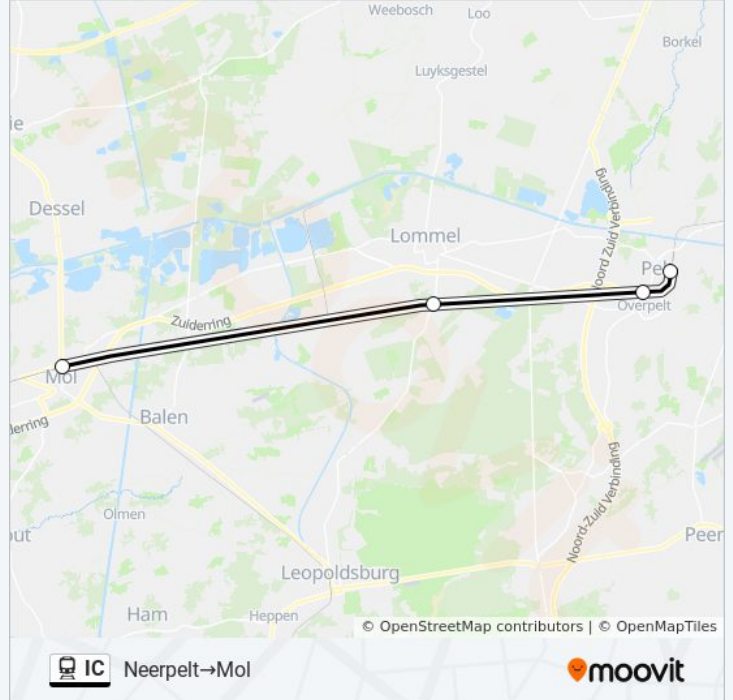 Weebosch
Loo
Borkel
Luyksgestel
ie
Noord Zuid Verbinding
Dessel
Lommel
Pel
Overpelt
Zuiderring
Mol
Balen
derring
Noord-Zuid Verbinding
Olmen
out
Peer
Leopoldsburg
Ham
Heppen
© OpenStreetMap contributors | © OpenMapTiles
IC Neerpelt→Mol
moovit